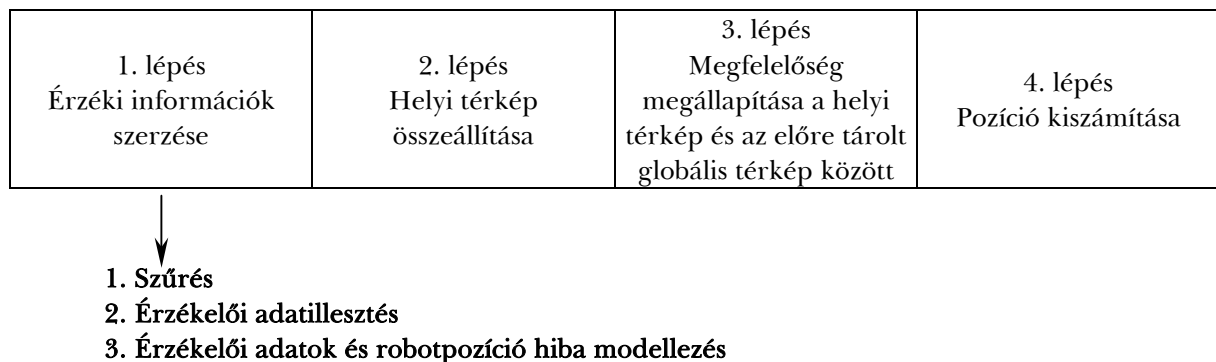 1. lépés
Érzéki információk
szerzése
2. lépés
Helyi térkép
összeállítása
3. lépés
Megfelelőség
megállapítása a helyi
térkép és az előre tárolt
globális térkép között
4. lépés
Pozíció kiszámítása
1. Szűrés
2. Érzékelői adatillesztés
3. Érzékelői adatok és robotpozíció hiba modellezés